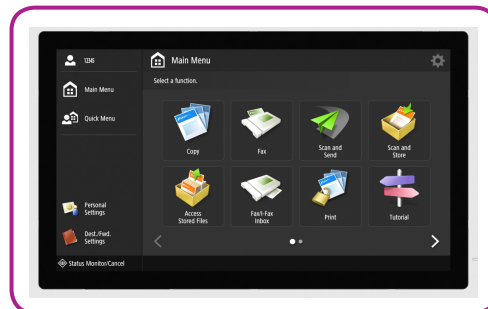 1234E
Main Menu
Quick Menu
Personal
Settings
Dest./Fwd.
Settings
Status Monitor/Cancel
Main Menu
Select a function.
Copy
Fax
Scan and
Send
Scan and
Store
Access
Stored Files
Fax/I-Fax
Inbox
Print
Tutorial